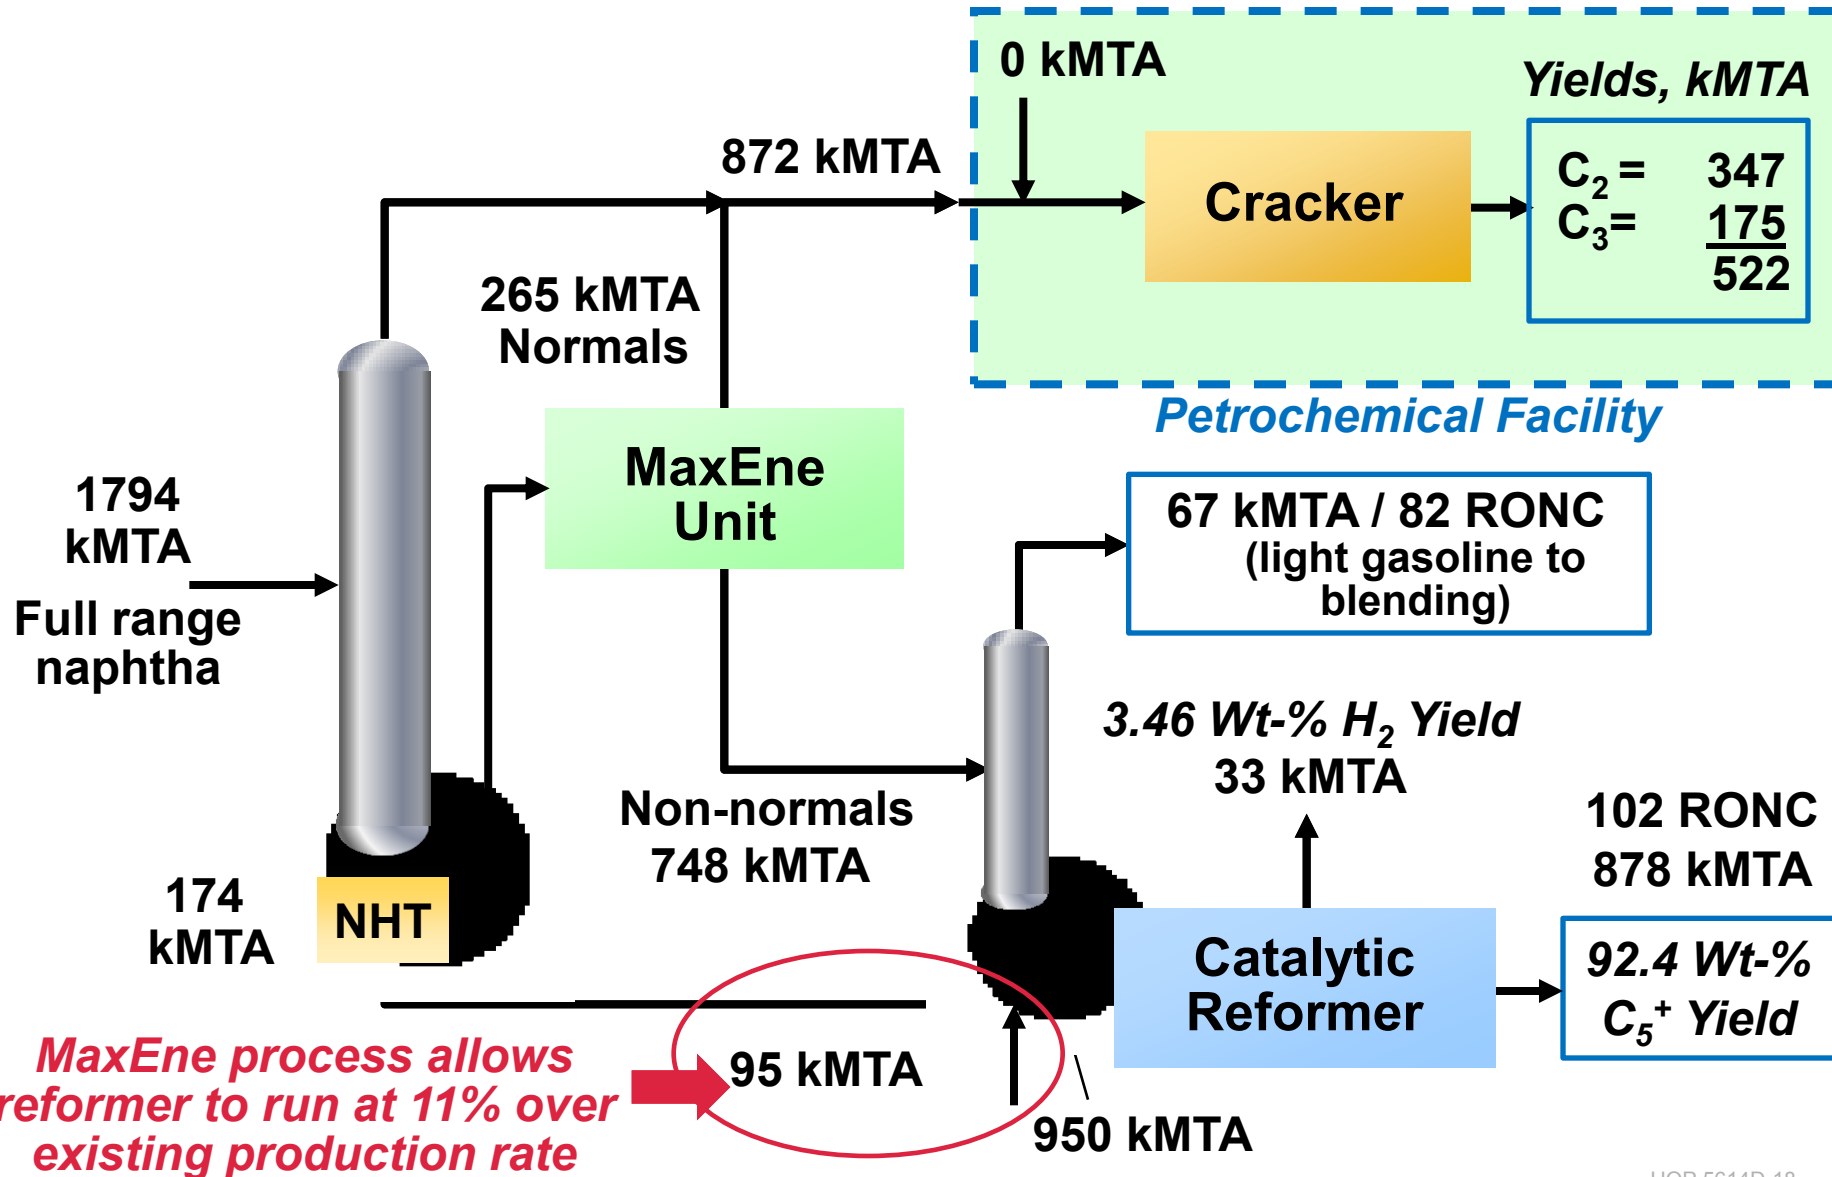 0 kMTA
Yields, kMTA
872 kMTA
Cracker
C2 = 347
C3= 175
522
265 kMTA
Normals
Petrochemical Facility
MaxEne
Unit
1794
kMTA
Full range
naphtha
67 kMTA / 82 RONC
(light gasoline to
blending)
3.46 Wt-% H2 Yield
33 kMTA
Non-normals
748 kMTA
102 RONC
878 kMTA
174
kMTA
NHT
Catalytic
Reformer
92.4 Wt-%
C5+ Yield
MaxEne process allows
reformer to run at 11% over
existing production rate
95 kMTA
950 kMTA